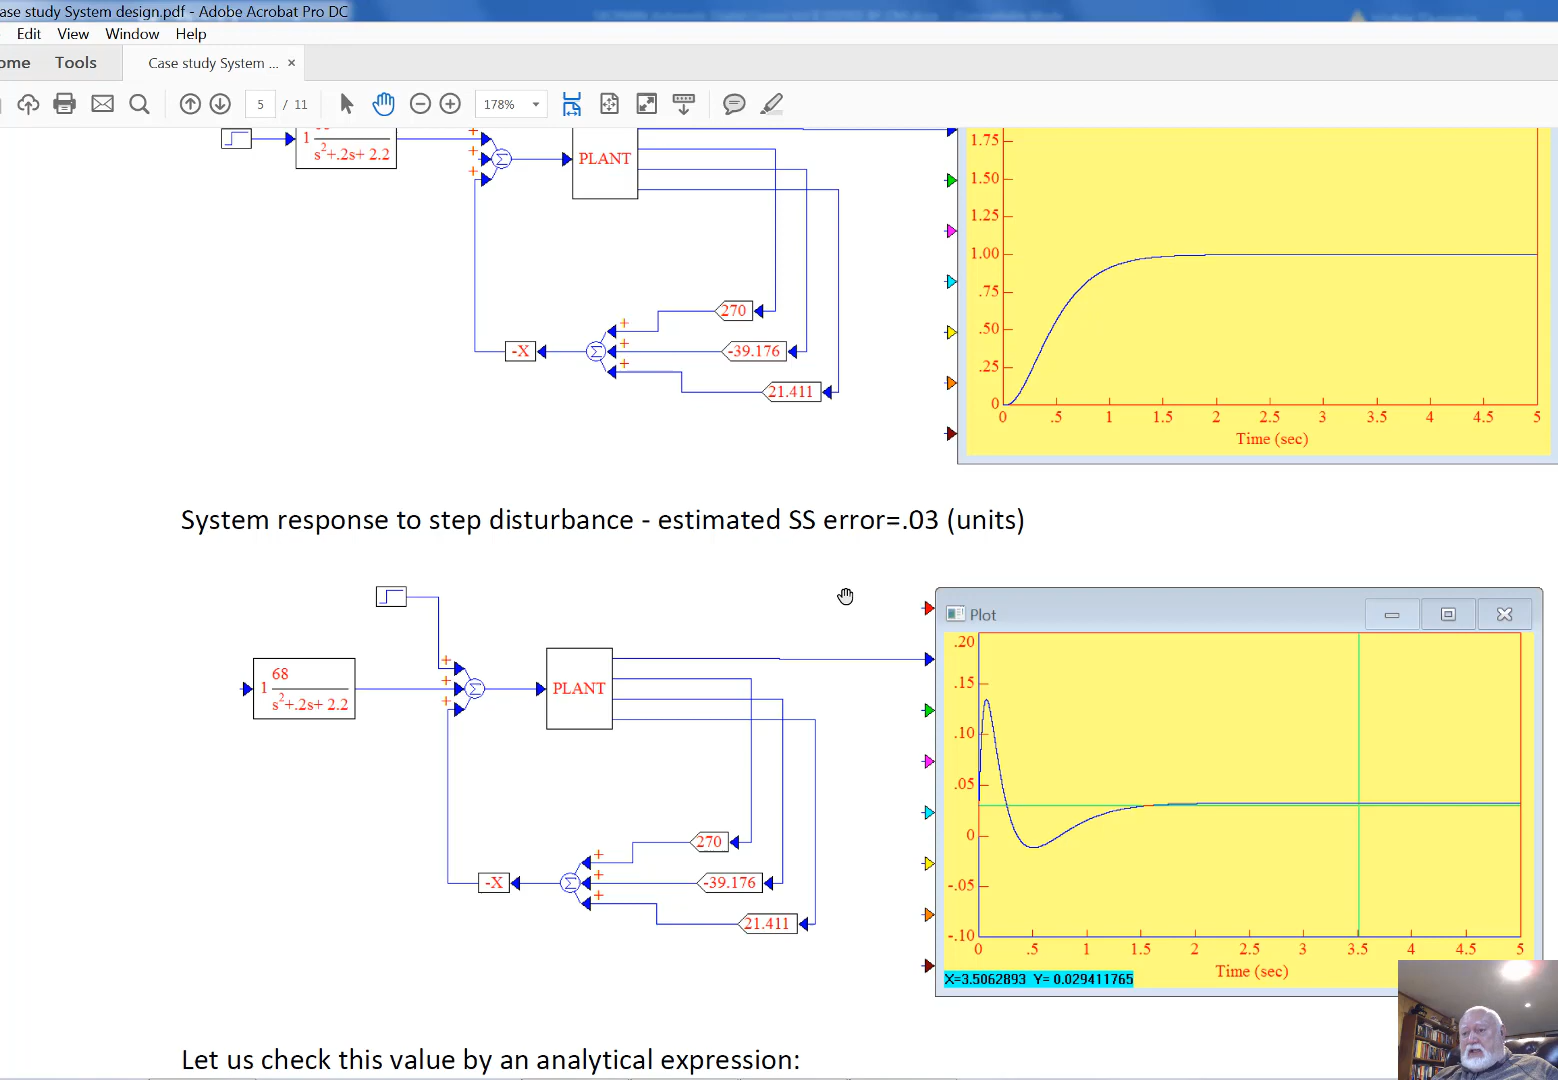 ase study System design.pdf - Adobe Acrobat Pro DC
Edit View Window Help
ome Tools Case study System ... ×
5 / 11 178%
1
s²+.2s+ 2.2
+
+
+
Σ
PLANT
270
-39.176
21.411
+
+
+
Σ
-X
1.75
1.50
1.25
1.00
.75
.50
.25
0
0 .5 1 1.5 2 2.5 3 3.5 4 4.5 5
Time (sec)
System response to step disturbance - estimated SS error=.03 (units)
68
1
s²+.2s+ 2.2
+
+
+
Σ
PLANT
270
-39.176
21.411
+
+
+
Σ
-X
Plot
.20
.15
.10
.05
0
-.05
-.10
0 .5 1 1.5 2 2.5 3 3.5 4 4.5 5
Time (sec)
X=3.5062893 Y= 0.029411765
Let us check this value by an analytical expression: